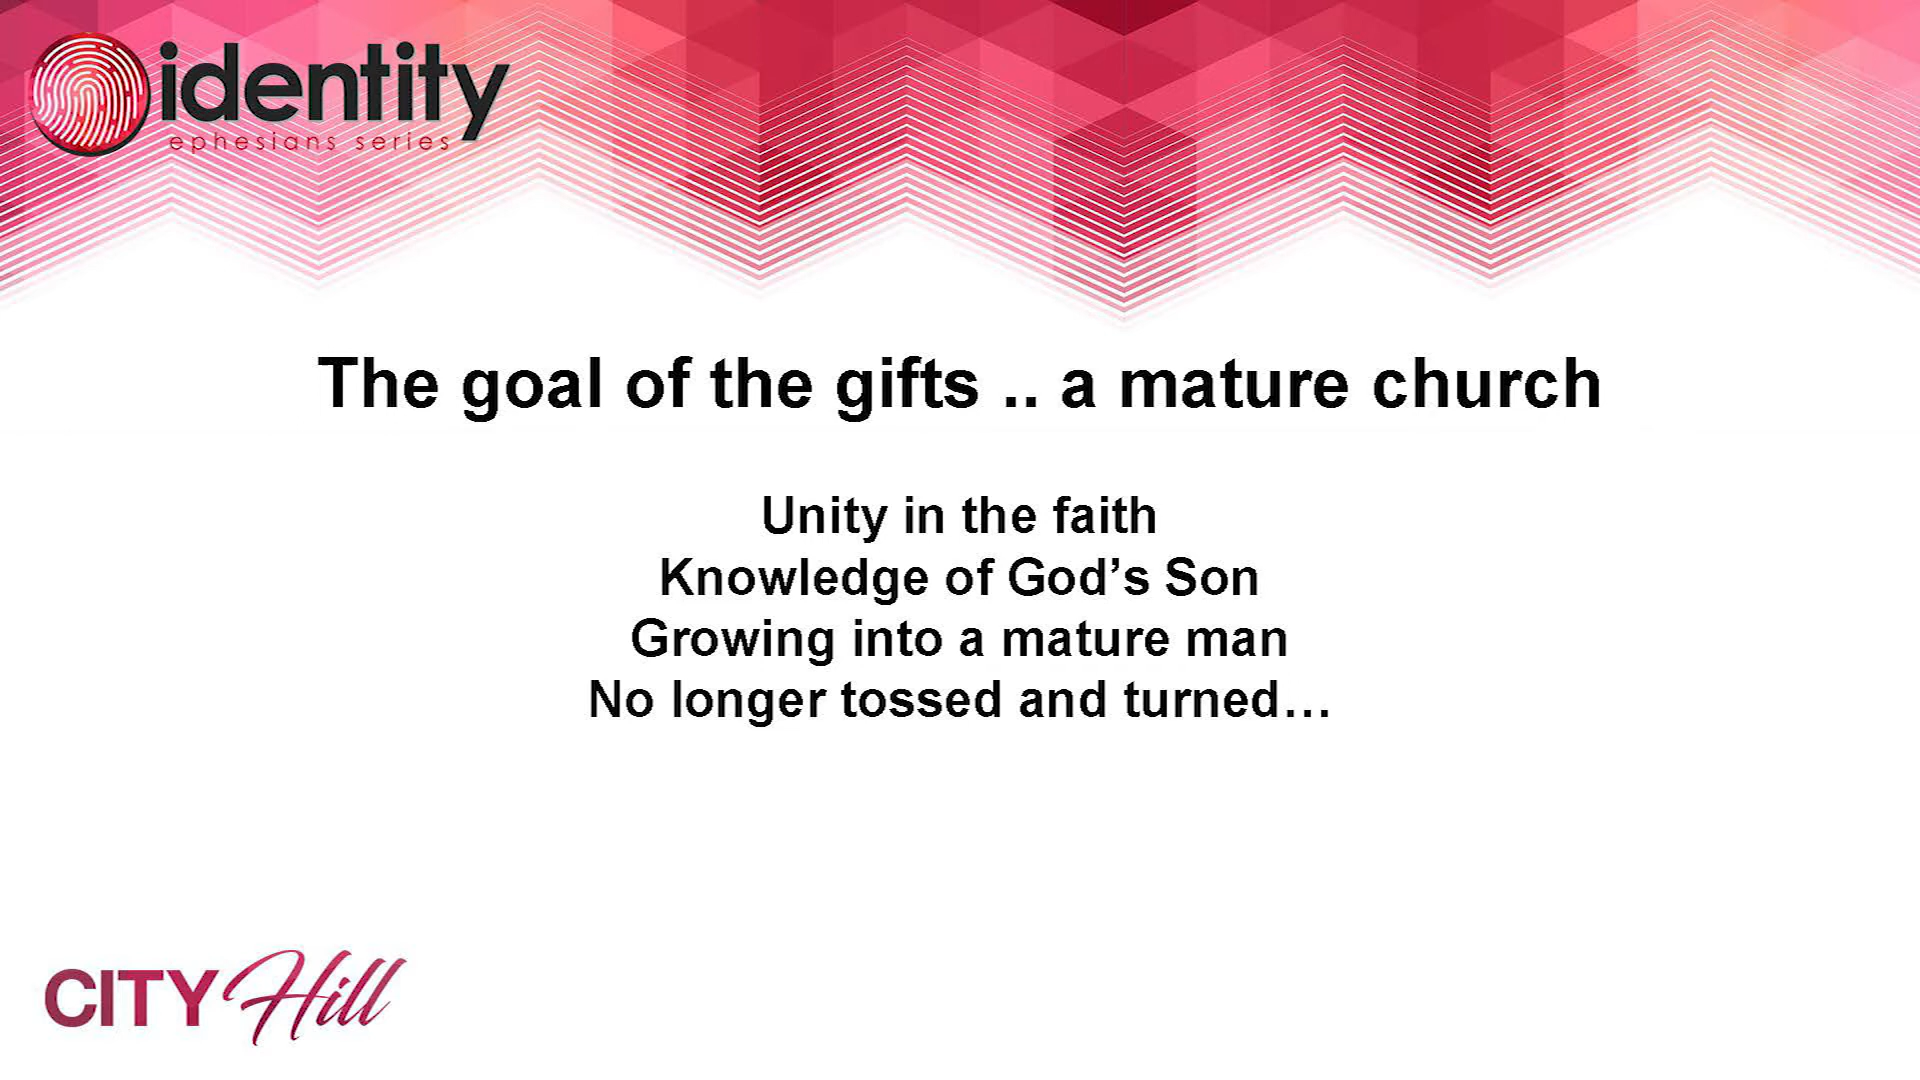 identity
ephesians series
The goal of the gifts .. a mature church
Unity in the faith
Knowledge of God’s Son
Growing into a mature man
No longer tossed and turned…
CITY Hill